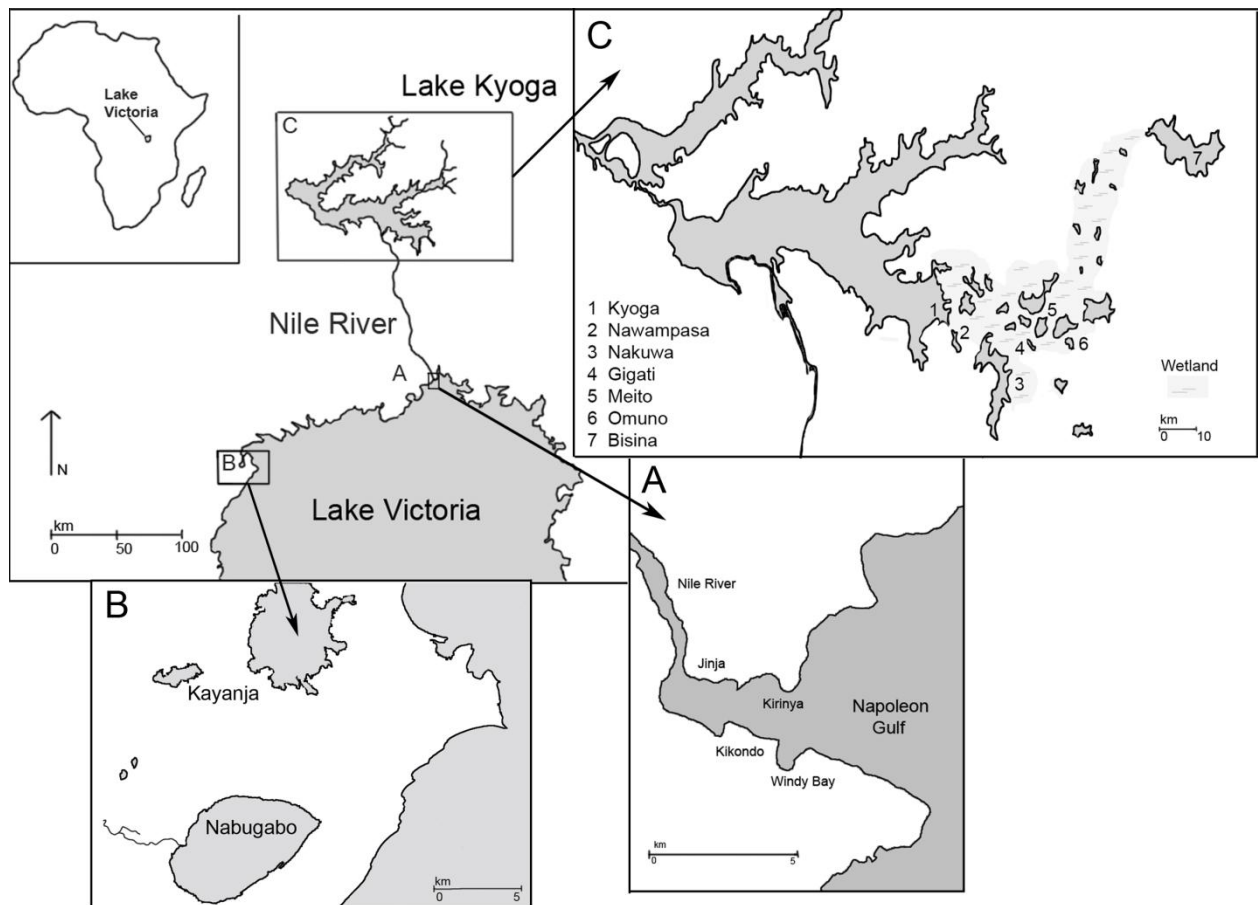 Lake
Victoria
Lake Kyoga
C
Nile River
A
N
B
Lake Victoria
km
0 50 100
C
1 Kyoga
2 Nawampasa
3 Nakuwa
4 Gigati
5 Meito
6 Omuno
7 Bisina
1
2
3
4
5
6
7
Wetland
km
0 10
B
Kayanja
Nabugabo
km
0 5
A
Nile River
Jinja
Kirinya
Napoleon
Gulf
Kikondo
Windy Bay
km
0 5